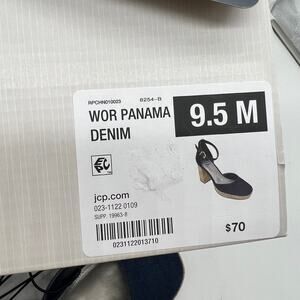 RPCHN010023 8254-B
WOR PANAMA
DENIM
9.5 M
jcp.com
023-1122 0109
SUPP. 19963-8
0231122013710
$70